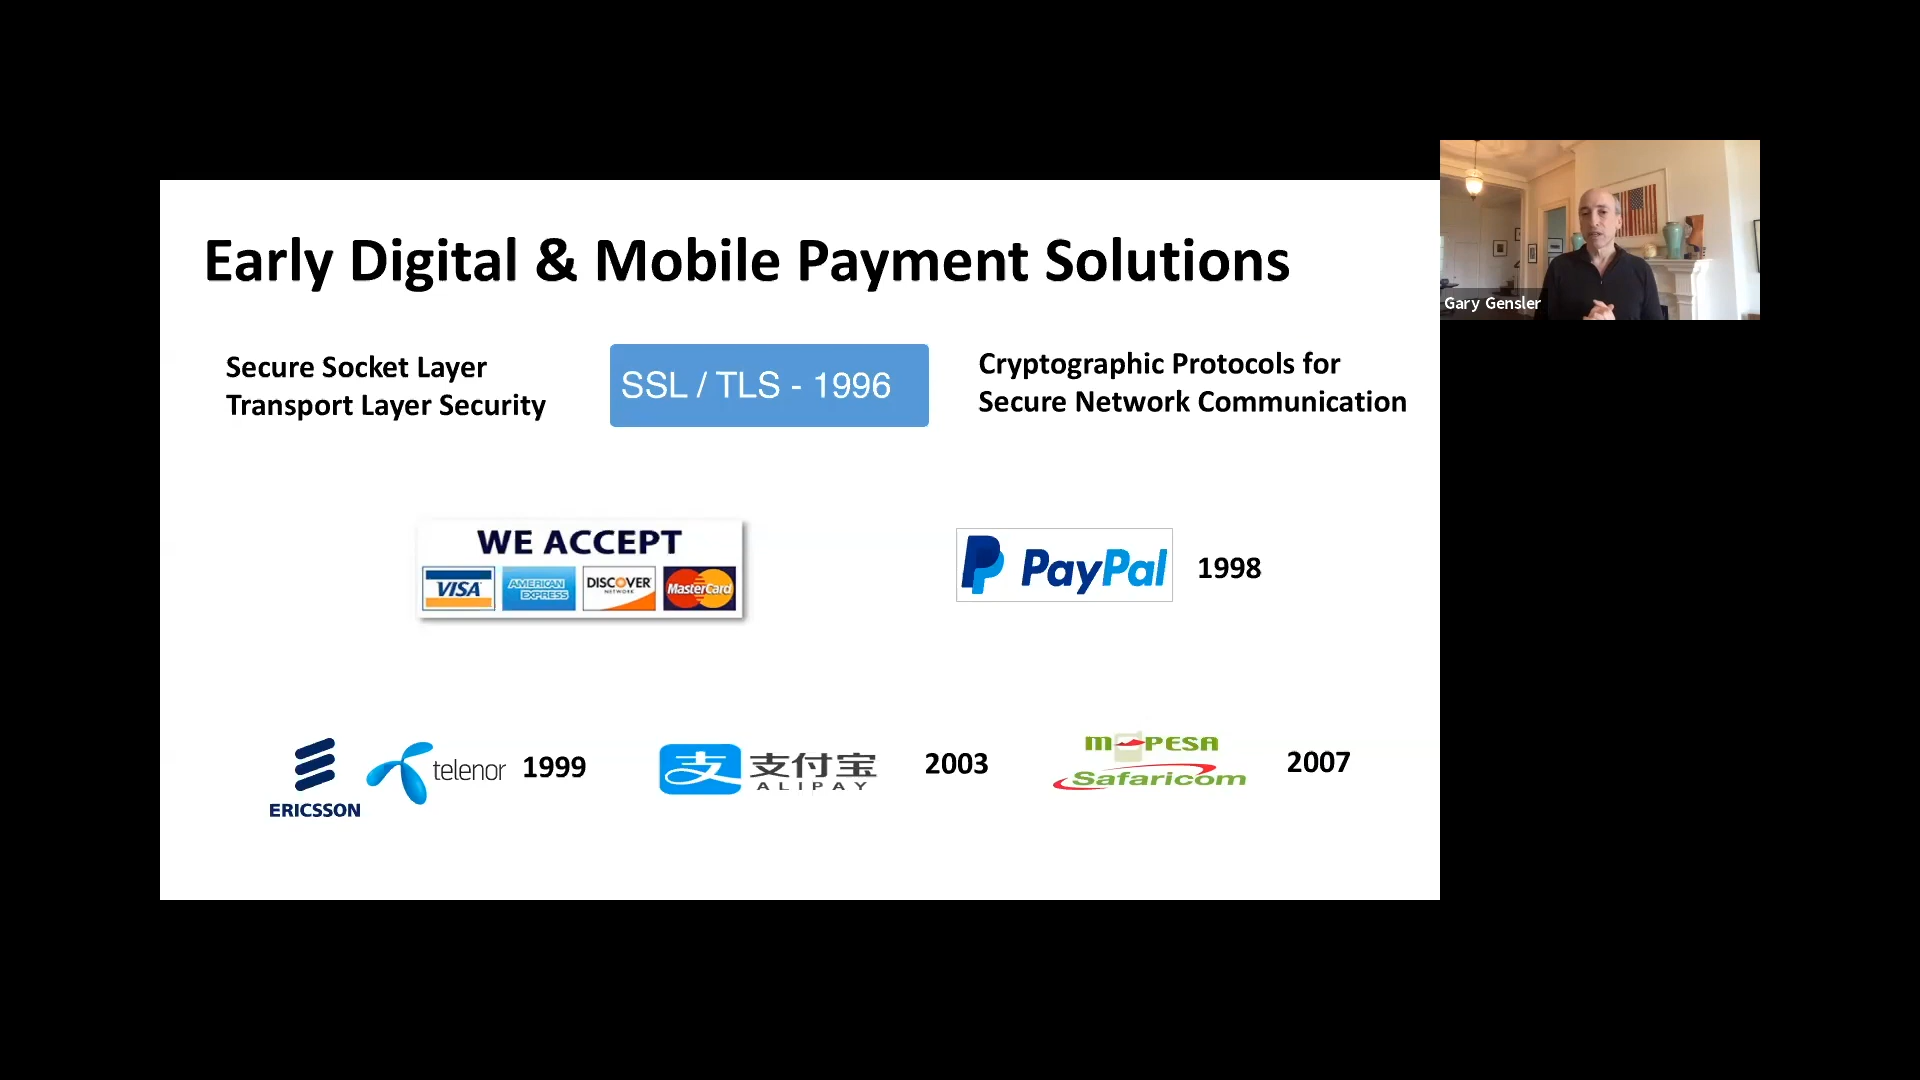 Early Digital & Mobile Payment Solutions
Gary Gensler
Secure Socket Layer
Transport Layer Security
SSL / TLS - 1996
Cryptographic Protocols for
Secure Network Communication
WE ACCEPT
VISA
AMERICAN
EXPRESS
DISCOVER
NETWORK
MasterCard
PayPal
1998
ERICSSON
telenor
1999
支
支付宝
ALIPAY
2003
M-PESA
Safaricom
2007